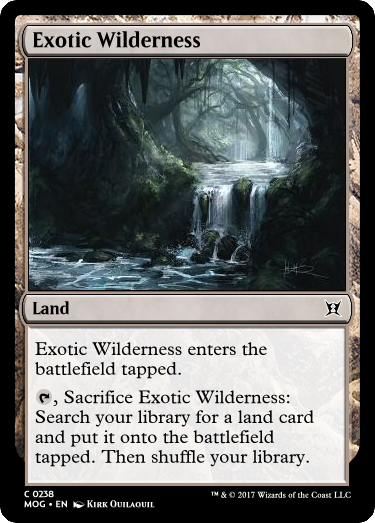 Exotic Wilderness
Land
Exotic Wilderness enters the
battlefield tapped.
, Sacrifice Exotic Wilderness:
Search your library for a land card
and put it onto the battlefield
tapped. Then shuffle your library.
C 0238
MOG • EN Kirk Quilaquil
™ & © 2017 Wizards of the Coast LLC